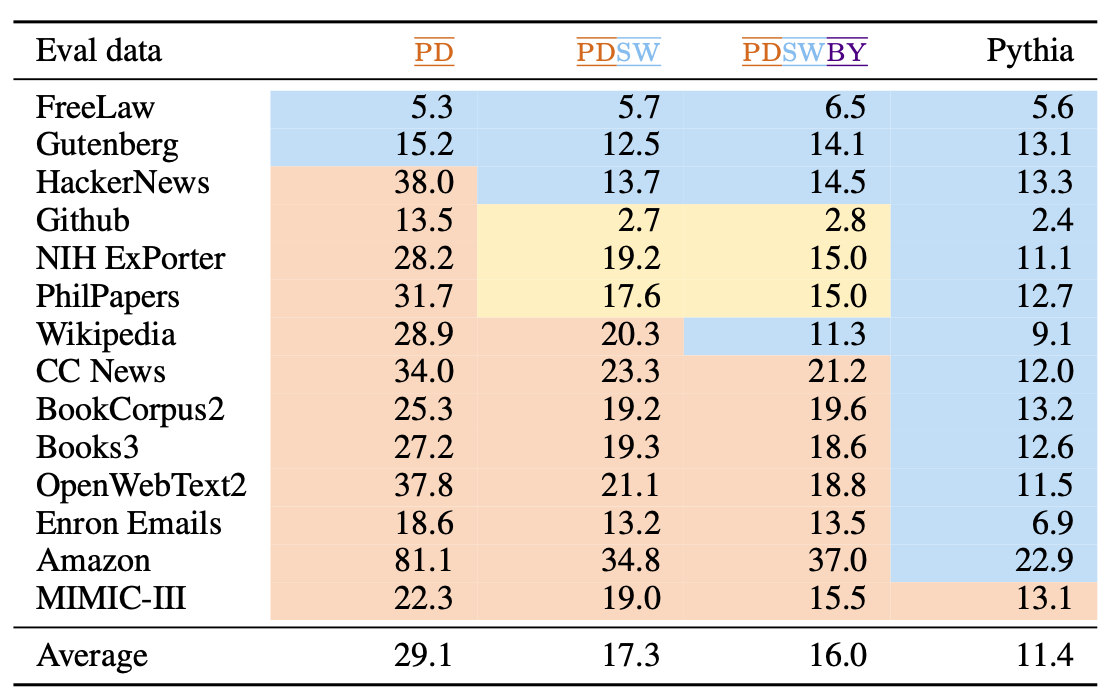 Eval data PD PDSW PDSWBY Pythia
FreeLaw 5.3 5.7 6.5 5.6
Gutenberg 15.2 12.5 14.1 13.1
HackerNews 38.0 13.7 14.5 13.3
Github 13.5 2.7 2.8 2.4
NIH ExPorter 28.2 19.2 15.0 11.1
PhilPapers 31.7 17.6 15.0 12.7
Wikipedia 28.9 20.3 11.3 9.1
CC News 34.0 23.3 21.2 12.0
BookCorpus2 25.3 19.2 19.6 13.2
Books3 27.2 19.3 18.6 12.6
OpenWebText2 37.8 21.1 18.8 11.5
Enron Emails 18.6 13.2 13.5 6.9
Amazon 81.1 34.8 37.0 22.9
MIMIC-III 22.3 19.0 15.5 13.1
Average 29.1 17.3 16.0 11.4